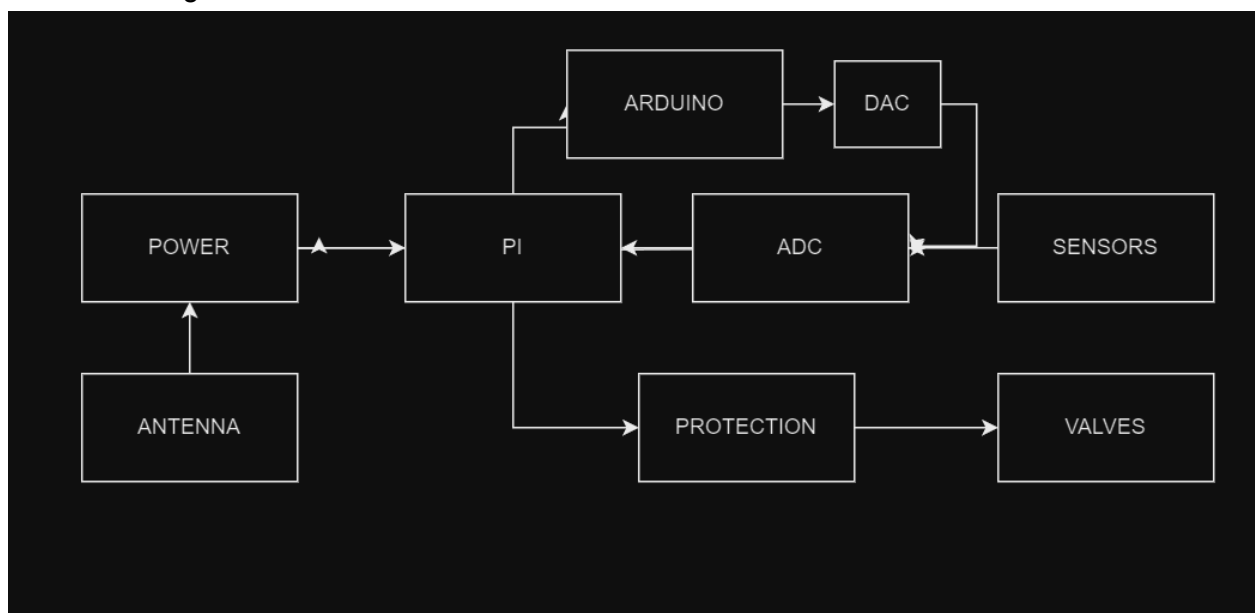 ARDUINO
DAC
POWER
PI
ADC
SENSORS
ANTENNA
PROTECTION
VALVES